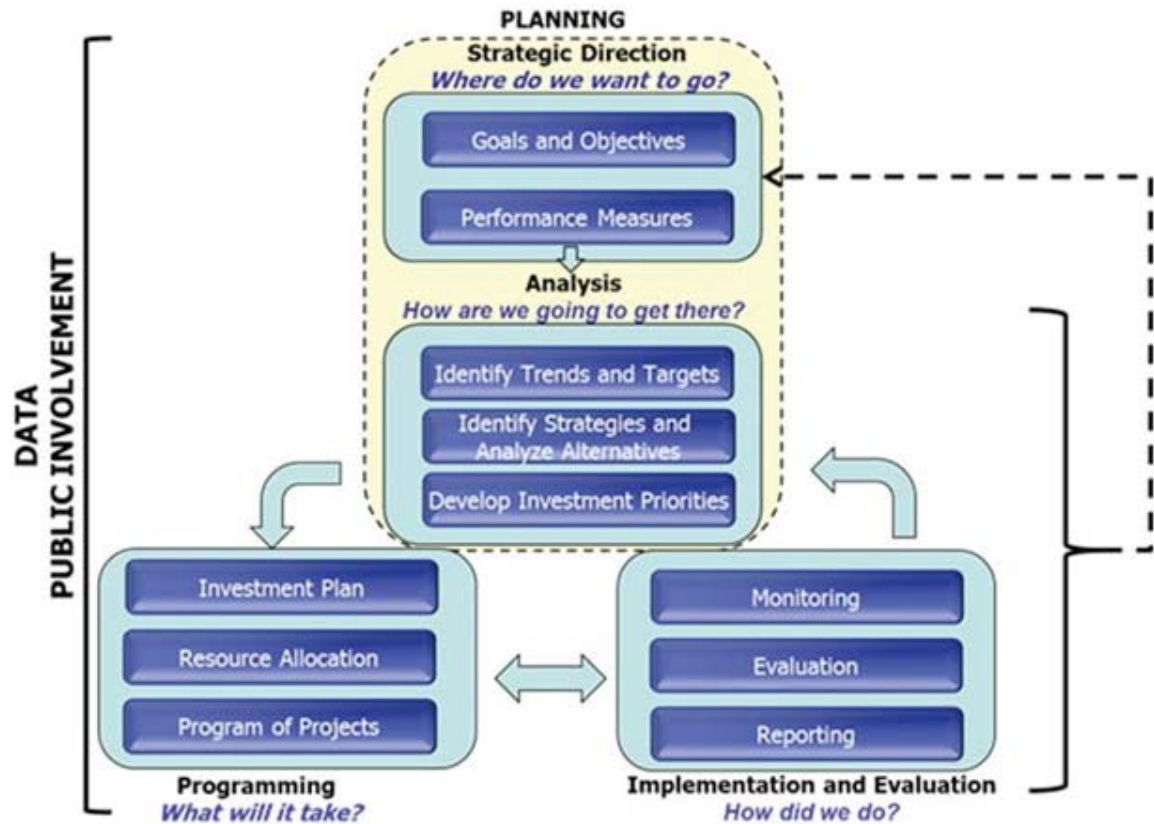 PLANNING
Strategic Direction
Where do we want to go?
Goals and Objectives
Performance Measures
Analysis
How are we going to get there?
Identify Trends and Targets
Identify Strategies and
Analyze Alternatives
Develop Investment Priorities
DATA
PUBLIC INVOLVEMENT
Investment Plan
Resource Allocation
Program of Projects
Programming
What will it take?
Monitoring
Evaluation
Reporting
Implementation and Evaluation
How did we do?